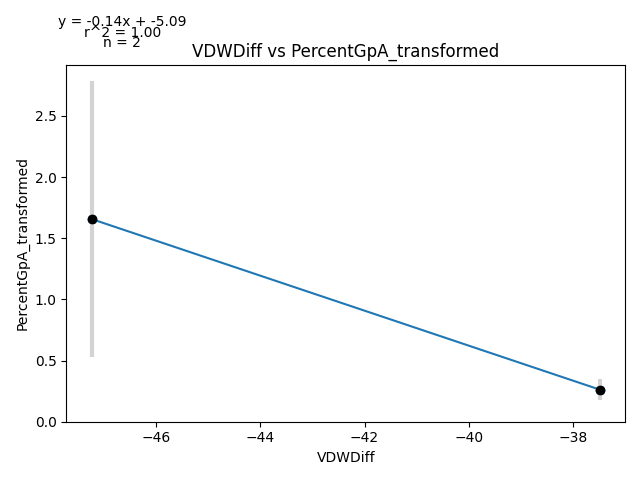 y = -0.14x + -5.09
r^2 = 1.00
n = 2
VDWDiff vs PercentGpA_transformed
PercentGpA_transformed
2.5
2.0
1.5
1.0
0.5
0.0
−46
−44
−42
−40
−38
VDWDiff